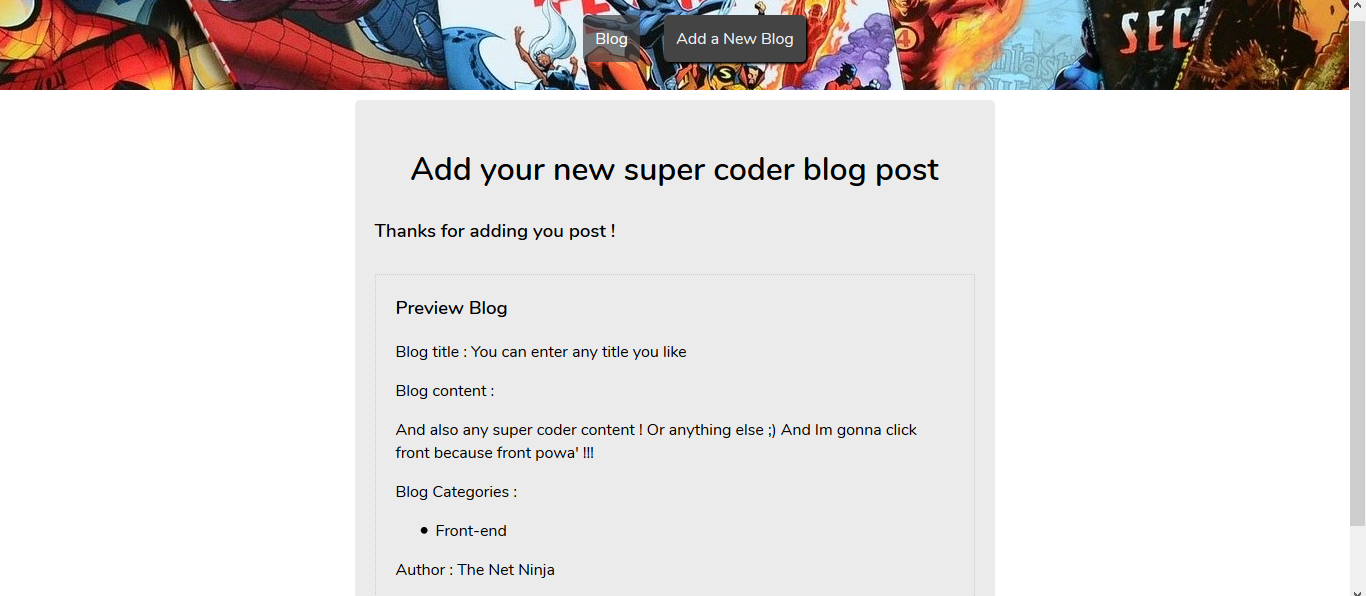 Blog
Add a New Blog
SEC
Add your new super coder blog post
Thanks for adding you post !
Preview Blog
Blog title : You can enter any title you like
Blog content :
And also any super coder content ! Or anything else ;) And Im gonna click
front because front powa' !!!
Blog Categories :
Front-end
Author : The Net Ninja